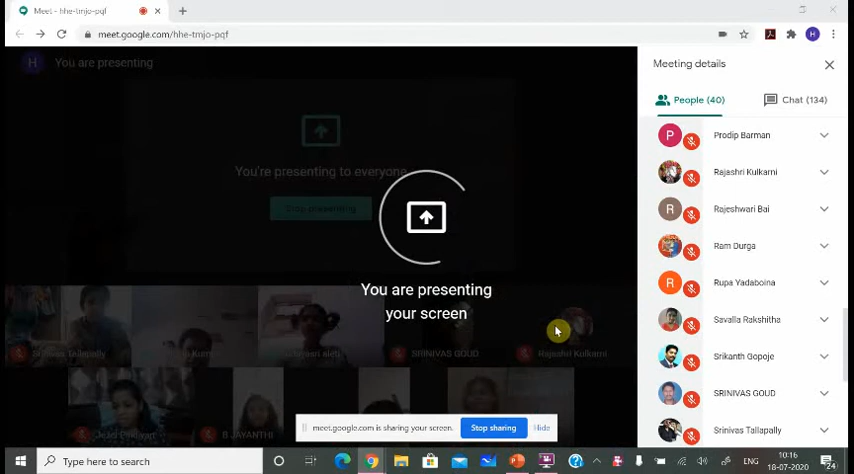 Meet - hhe-tmjo-pqf
meet.google.com/hhe-tmjo-pqf
H
H
You are presenting
You're presenting to everyone
Stop presenting
You are presenting
your screen
SRINIVAS GOUD
Rajashri Kulkarni
B JAYANTHI
meet.google.com is sharing your screen.
Stop sharing
Hide
Meeting details
People (40)
Chat (134)
P
Prodip Barman
Rajashri Kulkarni
R
Rajeshwari Bai
Ram Durga
R
Rupa Yadaboina
Savalla Rakshitha
Srikanth Gopoje
SRINIVAS GOUD
Srinivas Tallapally
Type here to search
ENG
10:16
18-07-2020
24